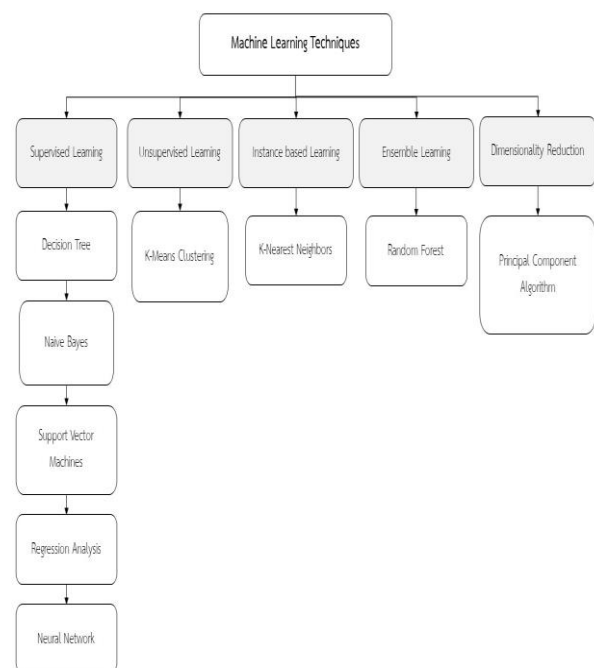 Machine Learning Techniques
Supervised Learning
Unsupervised Learning
Instance based Learning
Ensemble Learning
Dimensionality Reduction
Decision Tree
K-Means Clustering
K-Nearest Neighbors
Random Forest
Principal Component
Algorithm
Naive Bayes
Support Vector
Machines
Regression Analysis
Neural Network